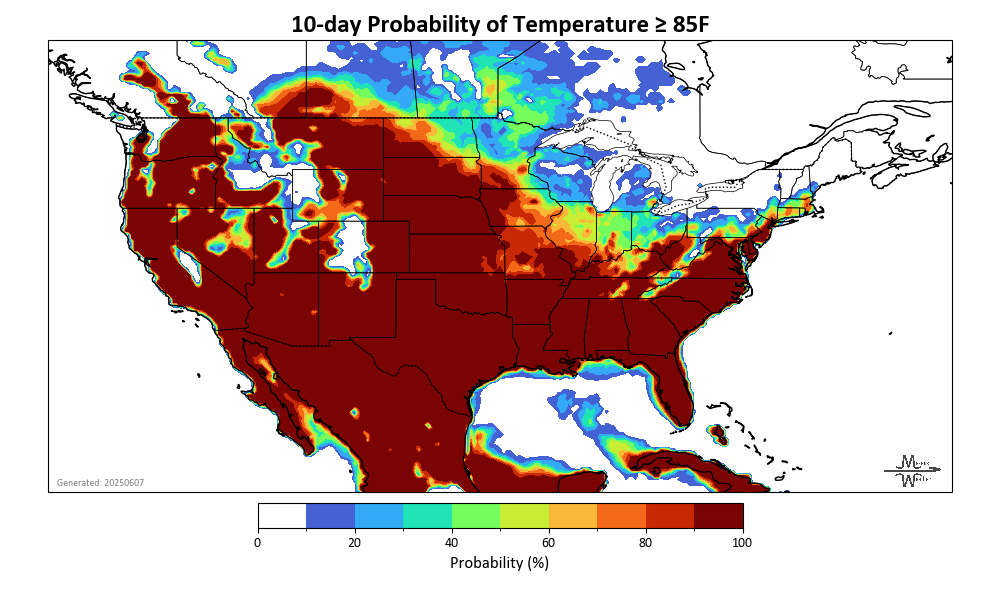 10-day Probability of Temperature ≥ 85F
Generated: 20250607
0 20 40 60 80 100
Probability (%)